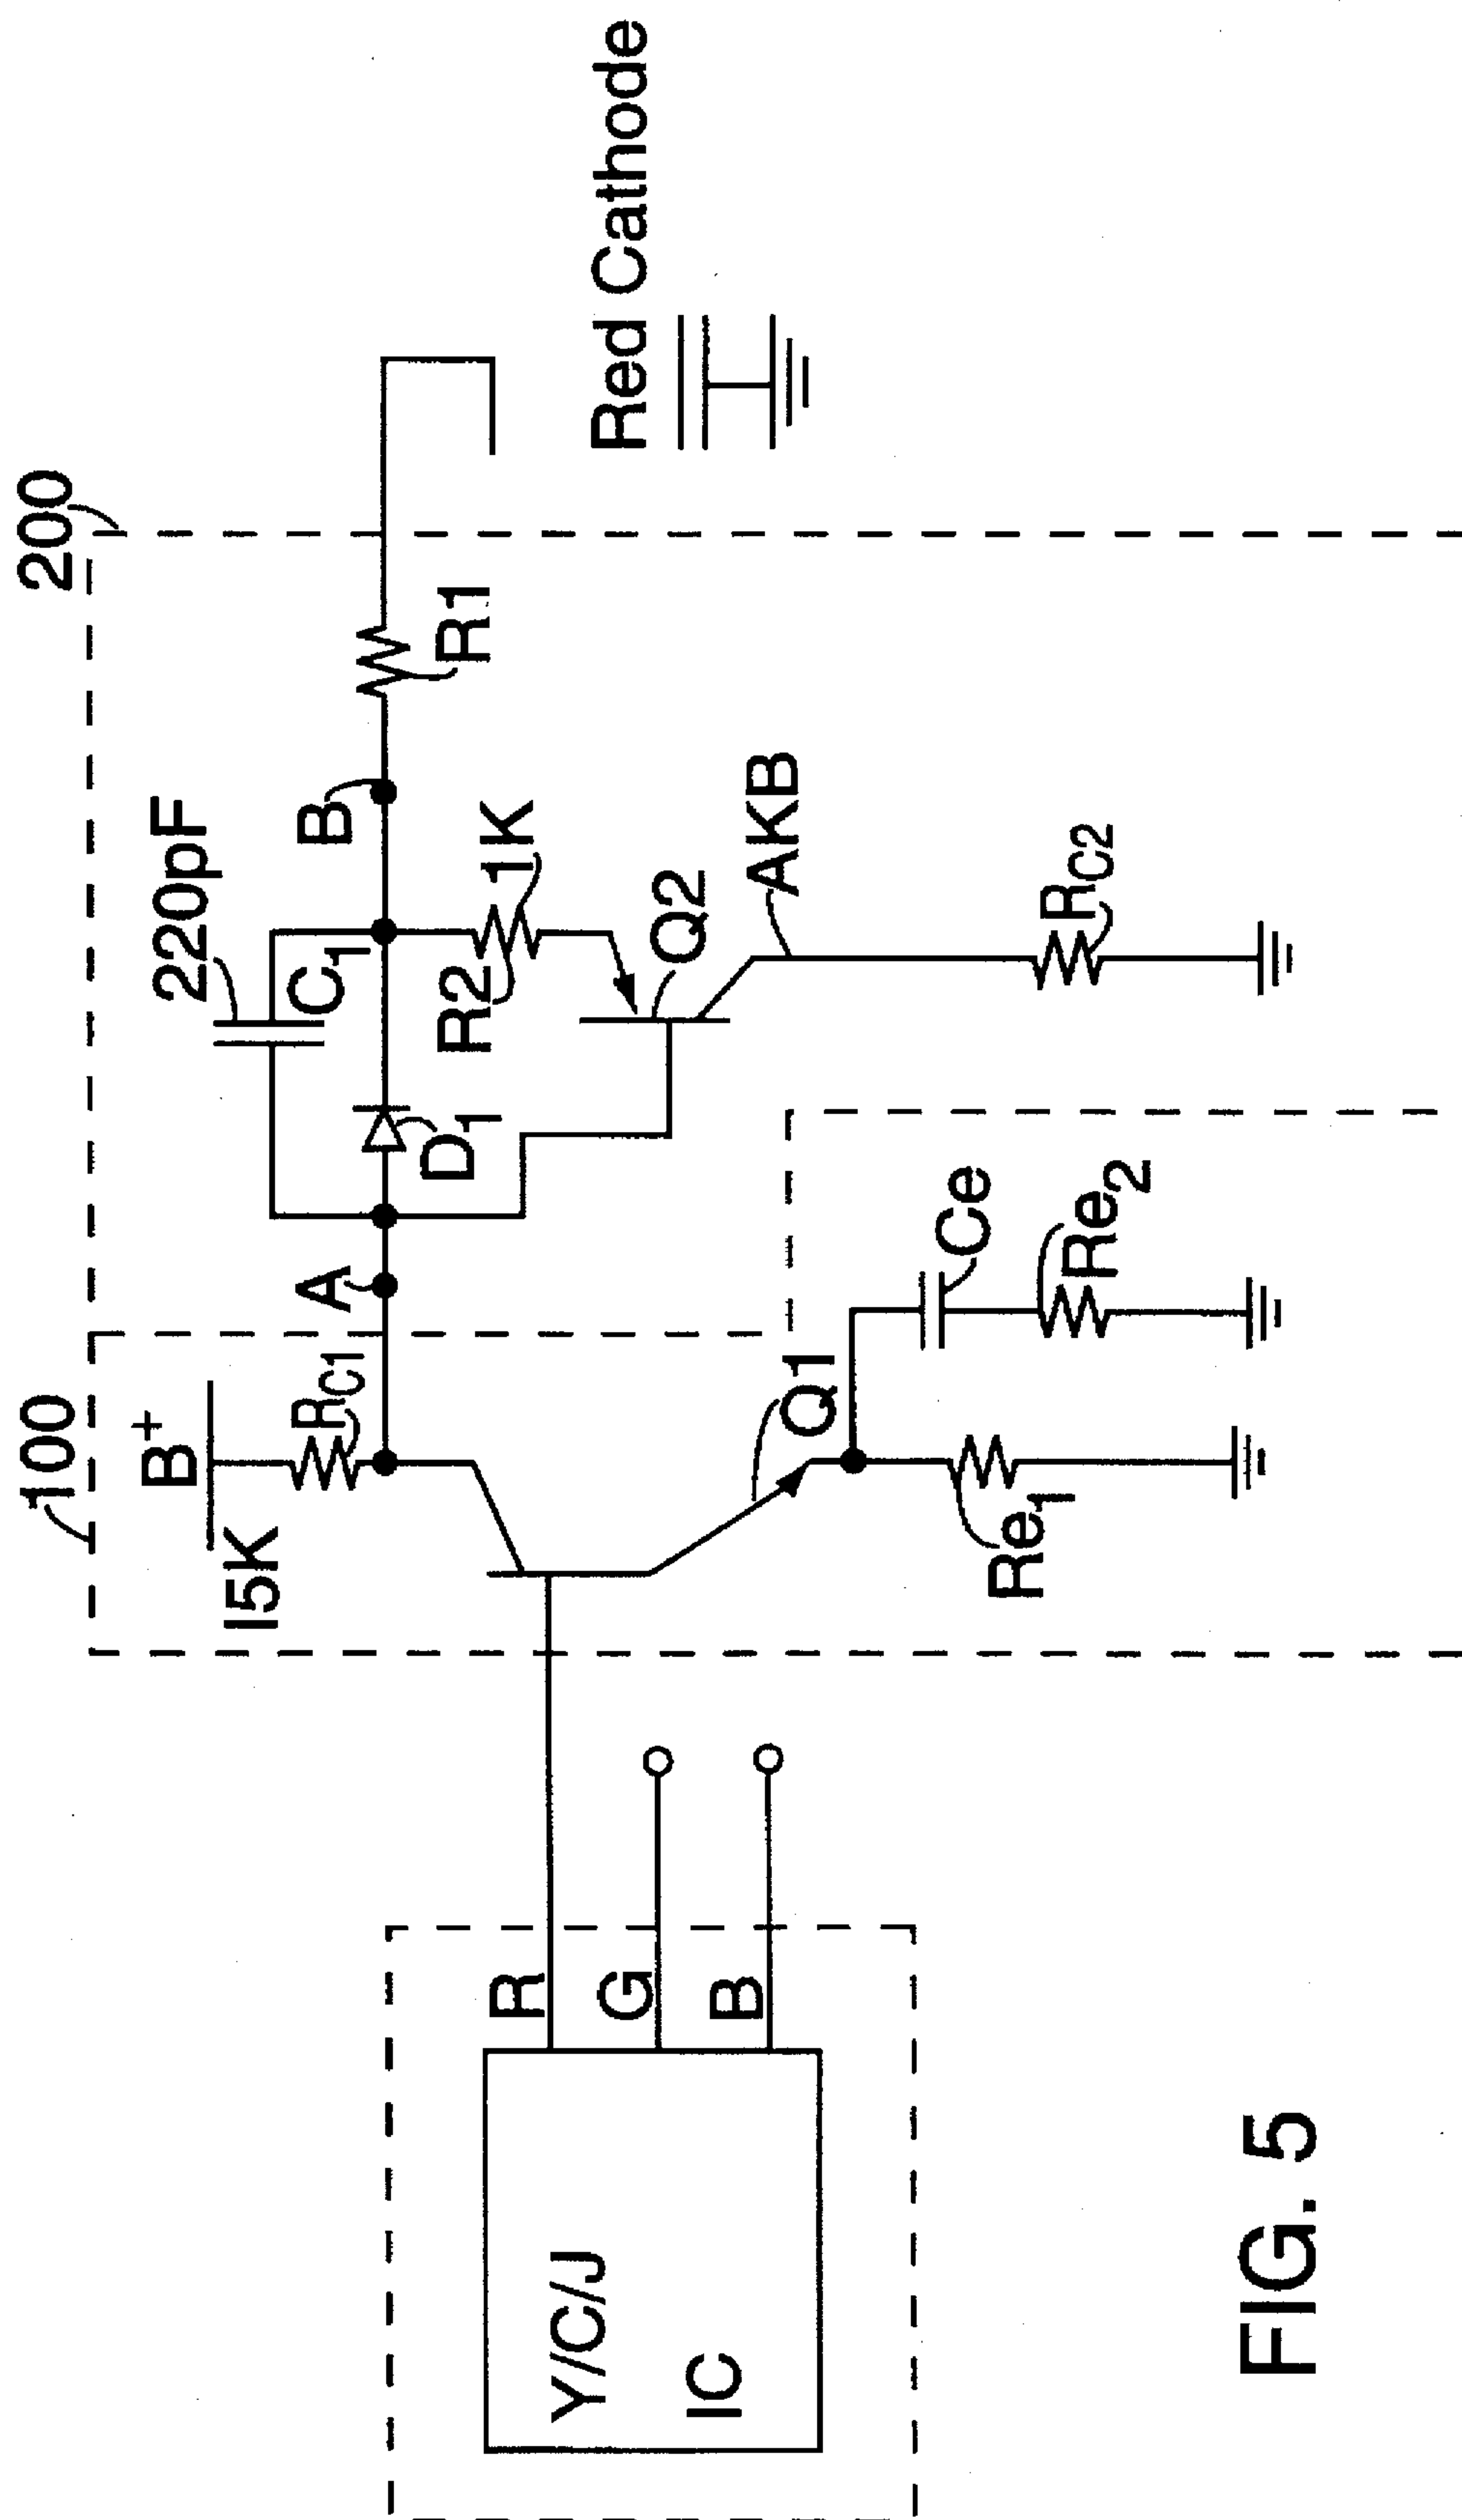 100
200
B+
15K
RC1
A
220pF
C1
B
Red Cathode
D1
R2
1K
R1
Q2
AKB
RC2
Q1
Ce
Re1
Re2
R
G
B
Y/C/J
IC
FIG. 5